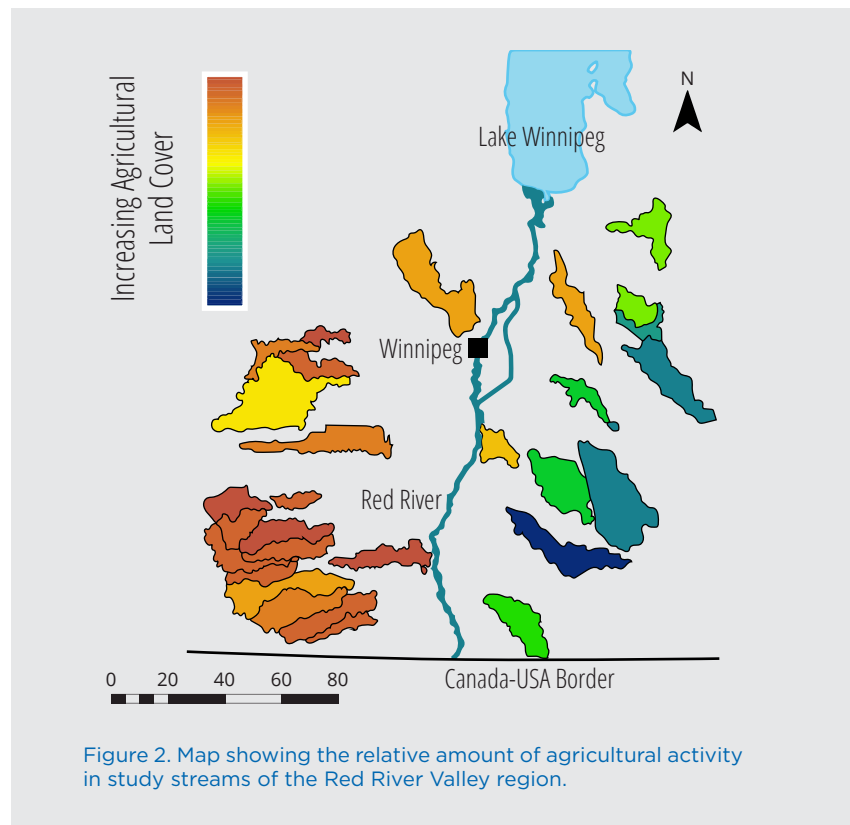 Increasing Agricultural
Land Cover
N
Lake Winnipeg
Winnipeg
Red River
0 20 40 60 80
Canada-USA Border
Figure 2. Map showing the relative amount of agricultural activity
in study streams of the Red River Valley region.